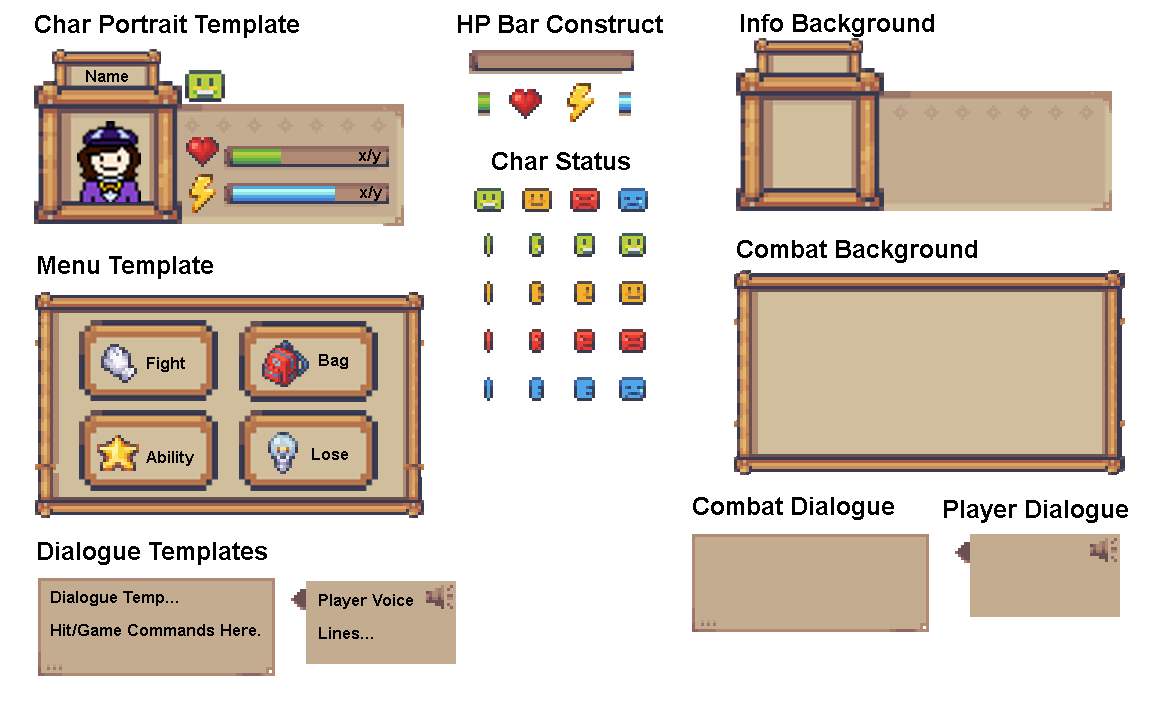 Char Portrait Template
Name
x/y
x/y
HP Bar Construct
Char Status
Info Background
Menu Template
Fight
Bag
Ability
Lose
Combat Background
Dialogue Templates
Dialogue Temp...
Hit/Game Commands Here.
Player Voice
Lines...
Combat Dialogue
Player Dialogue